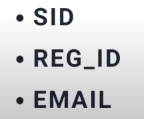 • SID
• REG_ID
• EMAIL